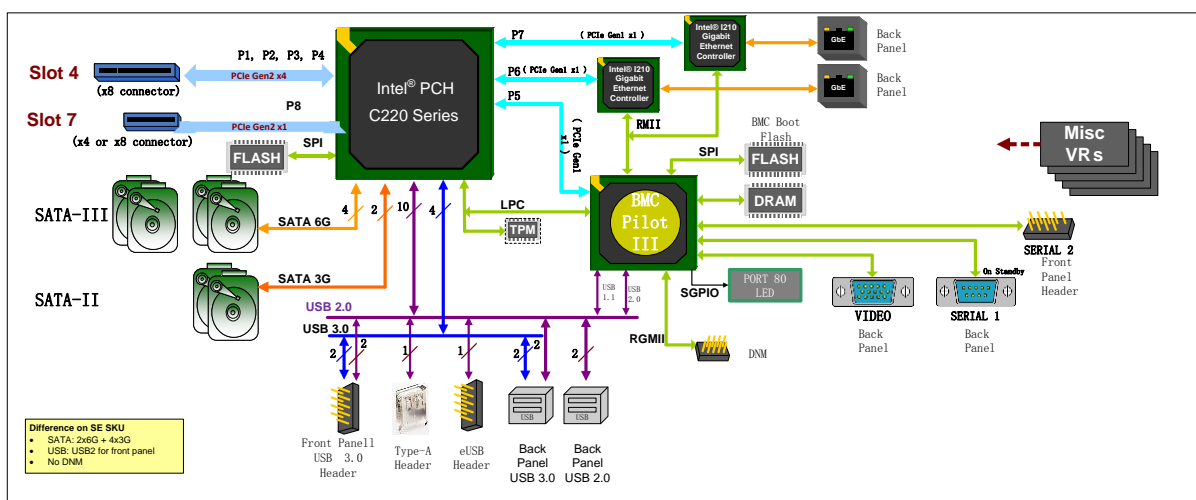 P1, P2, P3, P4
Slot 4
PCIe Gen2 x4
(x8 connector)
P8
Slot 7
PCIe Gen2 x1
(x4 or x8 connector)
SPI
FLASH
Intel® PCH
C220 Series
P7
( PCIe Gen1 x1 )
P6
( PCIe Gen1 x1 )
P5
( PCIe Gen1
x1 )
Intel® I210
Gigabit
Ethernet
Controller
Intel® I210
Gigabit
Ethernet
Controller
GbE
Back
Panel
GbE
Back
Panel
RMII
BMC Boot
Flash
SPI
FLASH
DRAM
Misc
VRs
BMC
Pilot
III
SATA-III
SATA 6G
4
2
10
4
LPC
TPM
SATA-II
SATA 3G
USB
1.1
USB
2.0
SGPIO
PORT 80
LED
SERIAL 2
Front
Panel
Header
On Standby
VIDEO
Back
Panel
SERIAL 1
Back
Panel
USB 2.0
USB 3.0
RGMII
DNM
2
2
1
1
2
2
2
USB
USB
Front Panell
USB 3.0
Header
Type-A
Header
eUSB
Header
Back
Panel
USB 3.0
Back
Panel
USB 2.0
Difference on SE SKU
• SATA: 2x6G + 4x3G
• USB: USB2 for front panel
• No DNM